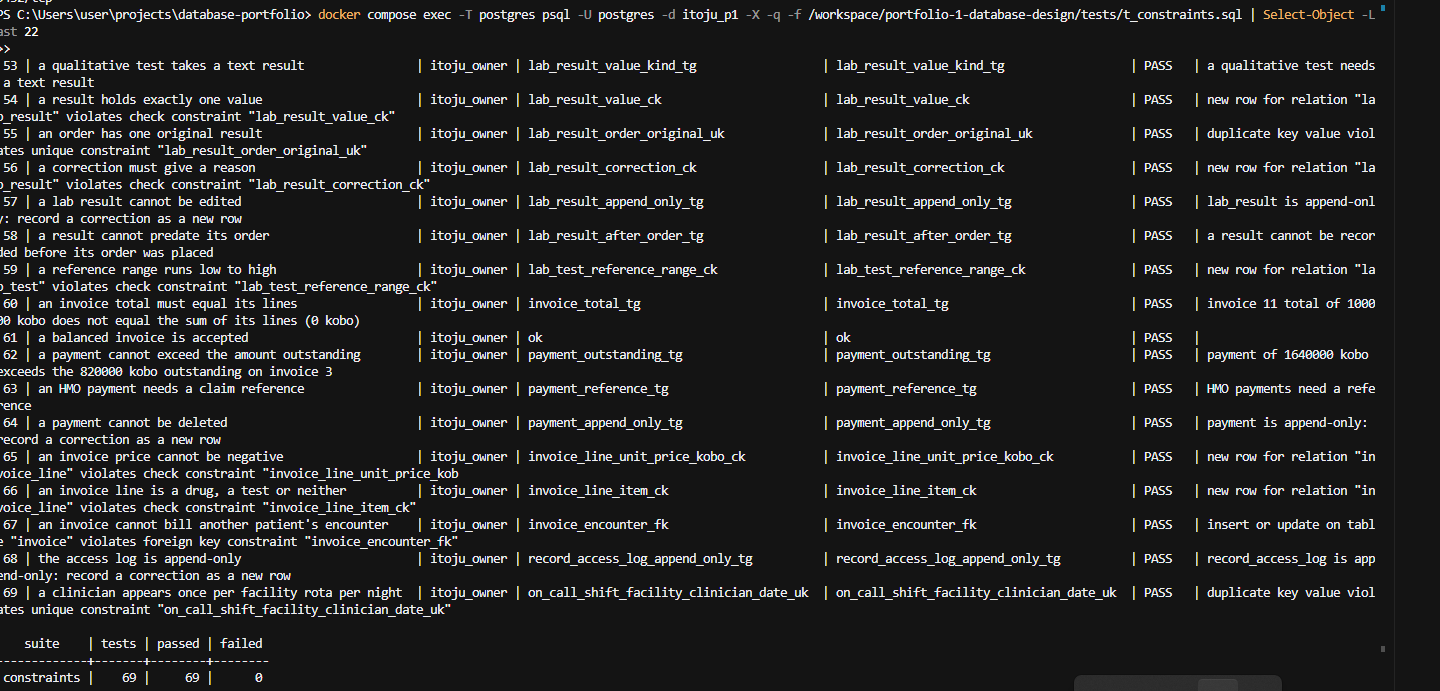 PS C:\Users\user\projects\database-portfolio> docker compose exec -T postgres psql -U postgres -d itoju_p1 -X -q -f /workspace/portfolio-1-database-design/tests/t_constraints.sql | Select-Object -L
ast 22
>>
53 | a qualitative test takes a text result | itoju_owner | lab_result_value_kind_tg | lab_result_value_kind_tg | PASS | a qualitative test needs
a text result
54 | a result holds exactly one value | itoju_owner | lab_result_value_ck | lab_result_value_ck | PASS | new row for relation "la
b_result" violates check constraint "lab_result_value_ck"
55 | an order has one original result | itoju_owner | lab_result_order_original_uk | lab_result_order_original_uk | PASS | duplicate key value viol
ates unique constraint "lab_result_order_original_uk"
56 | a correction must give a reason | itoju_owner | lab_result_correction_ck | lab_result_correction_ck | PASS | new row for relation "la
b_result" violates check constraint "lab_result_correction_ck"
57 | a lab result cannot be edited | itoju_owner | lab_result_append_only_tg | lab_result_append_only_tg | PASS | lab_result is append-onl
y: record a correction as a new row
58 | a result cannot predate its order | itoju_owner | lab_result_after_order_tg | lab_result_after_order_tg | PASS | a result cannot be recor
ded before its order was placed
59 | a reference range runs low to high | itoju_owner | lab_test_reference_range_ck | lab_test_reference_range_ck | PASS | new row for relation "la
b_test" violates check constraint "lab_test_reference_range_ck"
60 | an invoice total must equal its lines | itoju_owner | invoice_total_tg | invoice_total_tg | PASS | invoice 11 total of 1000
00 kobo does not equal the sum of its lines (0 kobo)
61 | a balanced invoice is accepted | itoju_owner | ok | ok | PASS |
62 | a payment cannot exceed the amount outstanding | itoju_owner | payment_outstanding_tg | payment_outstanding_tg | PASS | payment of 1640000 kobo
exceeds the 820000 kobo outstanding on invoice 3
63 | an HMO payment needs a claim reference | itoju_owner | payment_reference_tg | payment_reference_tg | PASS | HMO payments need a refe
rence
64 | a payment cannot be deleted | itoju_owner | payment_append_only_tg | payment_append_only_tg | PASS | payment is append-only:
record a correction as a new row
65 | an invoice price cannot be negative | itoju_owner | invoice_line_unit_price_kobo_ck | invoice_line_unit_price_kobo_ck | PASS | new row for relation "in
voice_line" violates check constraint "invoice_line_unit_price_kob
66 | an invoice line is a drug, a test or neither | itoju_owner | invoice_line_item_ck | invoice_line_item_ck | PASS | new row for relation "in
voice_line" violates check constraint "invoice_line_item_ck"
67 | an invoice cannot bill another patient's encounter | itoju_owner | invoice_encounter_fk | invoice_encounter_fk | PASS | insert or update on tabl
e "invoice" violates foreign key constraint "invoice_encounter_fk"
68 | the access log is append-only | itoju_owner | record_access_log_append_only_tg | record_access_log_append_only_tg | PASS | record_access_log is app
end-only: record a correction as a new row
69 | a clinician appears once per facility rota per night | itoju_owner | on_call_shift_facility_clinician_date_uk | on_call_shift_facility_clinician_date_uk | PASS | duplicate key value viol
ates unique constraint "on_call_shift_facility_clinician_date_uk"
suite | tests | passed | failed
-------------+-------+--------+--------
constraints | 69 | 69 | 0